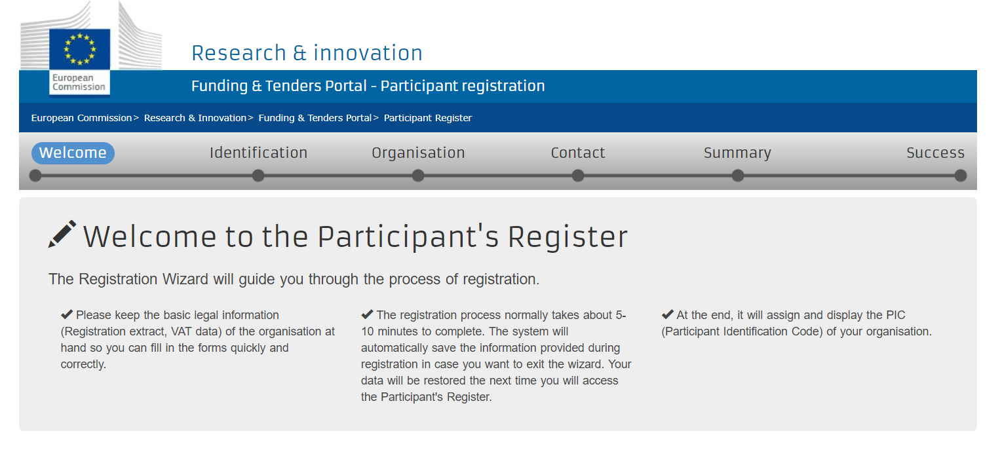 Research & innovation
European
Commission
Funding & Tenders Portal - Participant registration
European Commission> Research & Innovation> Funding & Tenders Portal> Participant Register
Welcome Identification Organisation Contact Summary Success
Welcome to the Participant's Register
The Registration Wizard will guide you through the process of registration.
Please keep the basic legal information
(Registration extract, VAT data) of the organisation at
hand so you can fill in the forms quickly and
correctly.
The registration process normally takes about 5-
10 minutes to complete. The system will
automatically save the information provided during
registration in case you want to exit the wizard. Your
data will be restored the next time you will access
the Participant's Register.
At the end, it will assign and display the PIC
(Participant Identification Code) of your organisation.